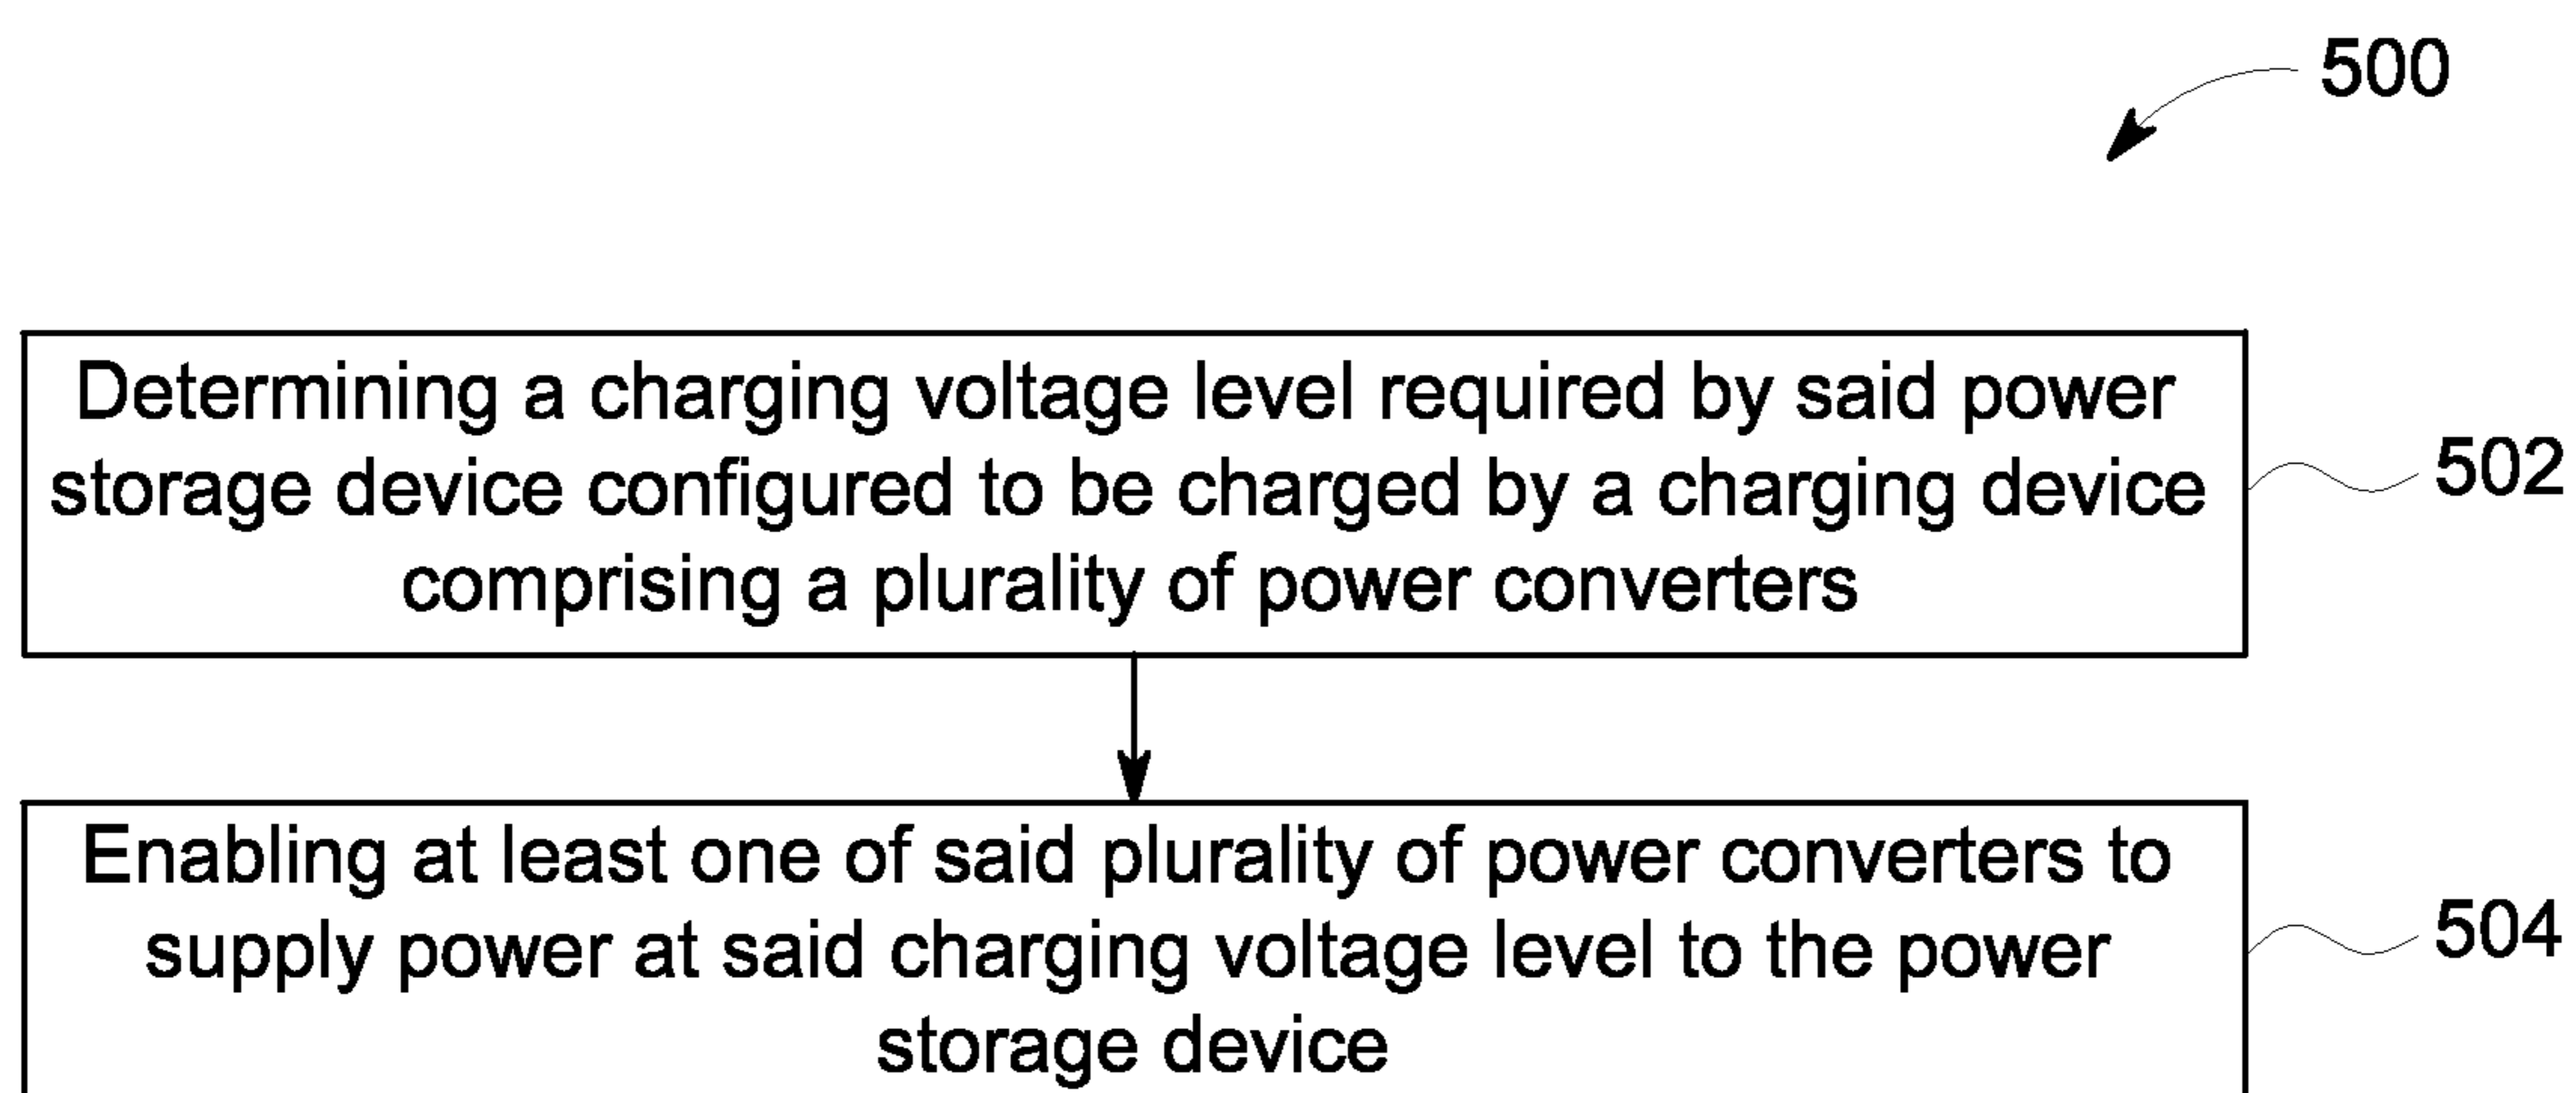 500
Determining a charging voltage level required by said power
storage device configured to be charged by a charging device
comprising a plurality of power converters
502
Enabling at least one of said plurality of power converters to
supply power at said charging voltage level to the power
storage device
504